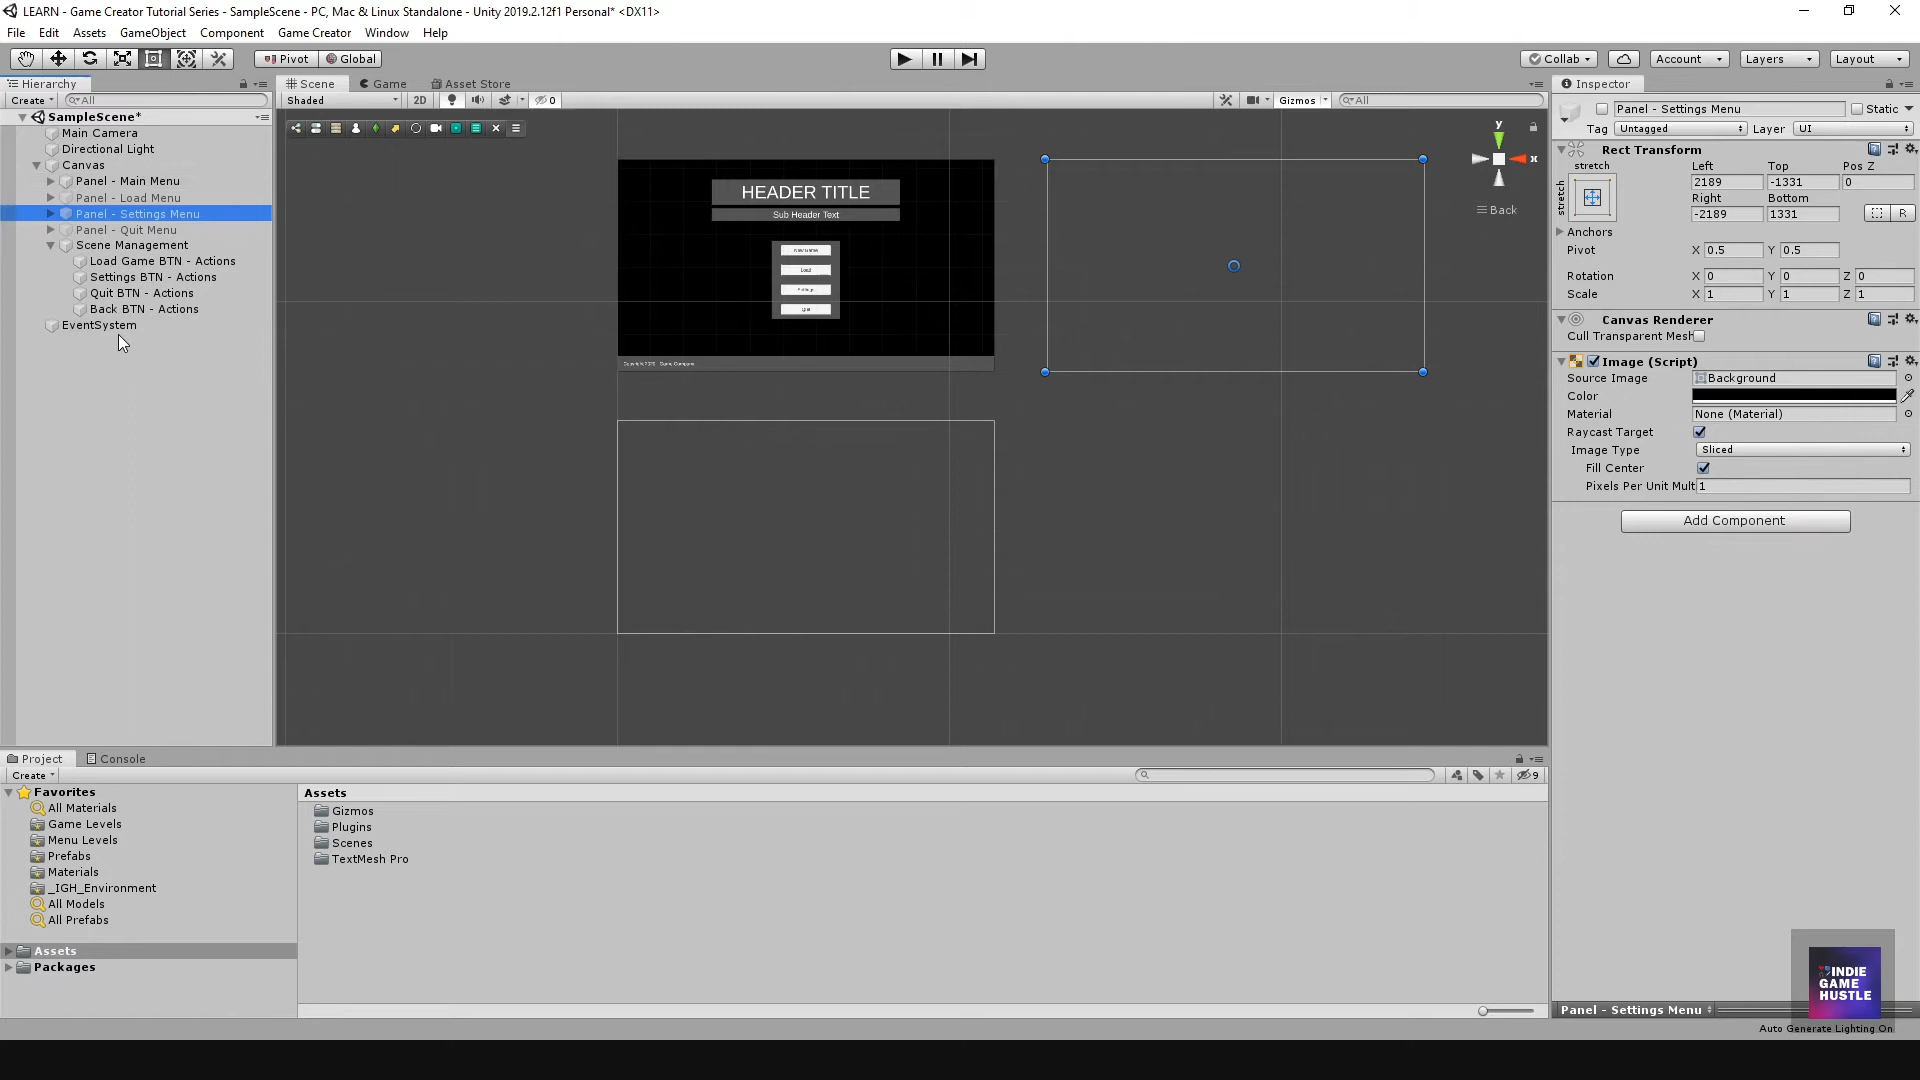 LEARN - Game Creator Tutorial Series - SampleScene - PC, Mac & Linux Standalone - Unity 2019.2.12f1 Personal* <DX11>
File Edit Assets GameObject Component Game Creator Window Help
Pivot Global Collab Account Layers Layout
Hierarchy
Create All
SampleScene*
Main Camera
Directional Light
Canvas
Panel - Main Menu
Panel - Load Menu
Panel - Settings Menu
Panel - Quit Menu
Scene Management
Load Game BTN - Actions
Settings BTN - Actions
Quit BTN - Actions
Back BTN - Actions
EventSystem
Scene Game Asset Store
Shaded 2D 0 Gizmos All
y
x
Back
HEADER TITLE
Sub Header Text
New Game
Load
Settings
Quit
Inspector
Panel - Settings Menu Static
Tag Untagged Layer UI
Rect Transform
stretch Left Top Pos Z
stretch
2189 -1331 0
Right Bottom
-2189 1331 R
Anchors
Pivot X 0.5 Y 0.5
Rotation X 0 Y 0 Z 0
Scale X 1 Y 1 Z 1
Canvas Renderer
Cull Transparent Mesh
Image (Script)
Source Image Background
Color
Material None (Material)
Raycast Target
Image Type Sliced
Fill Center
Pixels Per Unit Mult 1
Add Component
Project Console
Create 9
Favorites
All Materials
Game Levels
Menu Levels
Prefabs
Materials
_IGH_Environment
All Models
All Prefabs
Assets
Packages
Assets
Gizmos
Plugins
Scenes
TextMesh Pro
INDIE
GAME
HUSTLE
Panel - Settings Menu
Auto Generate Lighting On